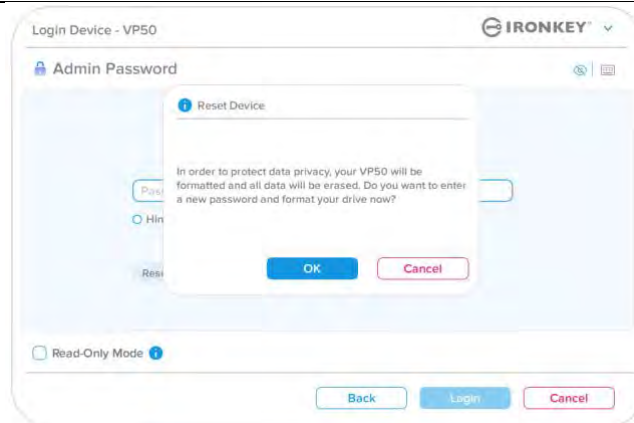 Login Device - VP50
IRONKEY
Admin Password
Reset Device
In order to protect data privacy, your VP50 will be
formatted and all data will be erased. Do you want to enter
a new password and format your drive now?
OK
Cancel
Read-Only Mode
Back
Login
Cancel